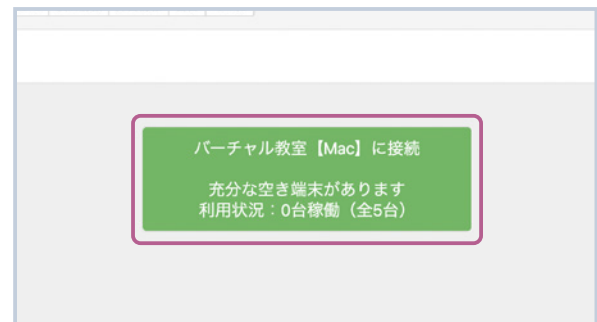 バーチャル教室【Mac】に接続
充分な空き端末があります
利用状況：0台稼働（全5台）